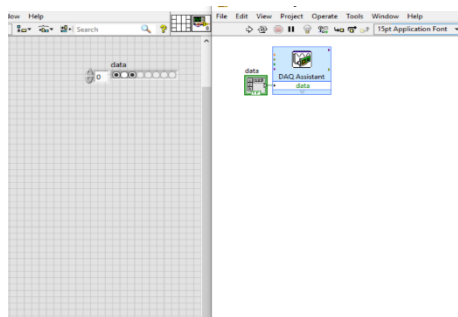 low Help
Search
data
0
File Edit View Project Operate Tools Window Help
15pt Application Font
data
DAQ Assistant
data